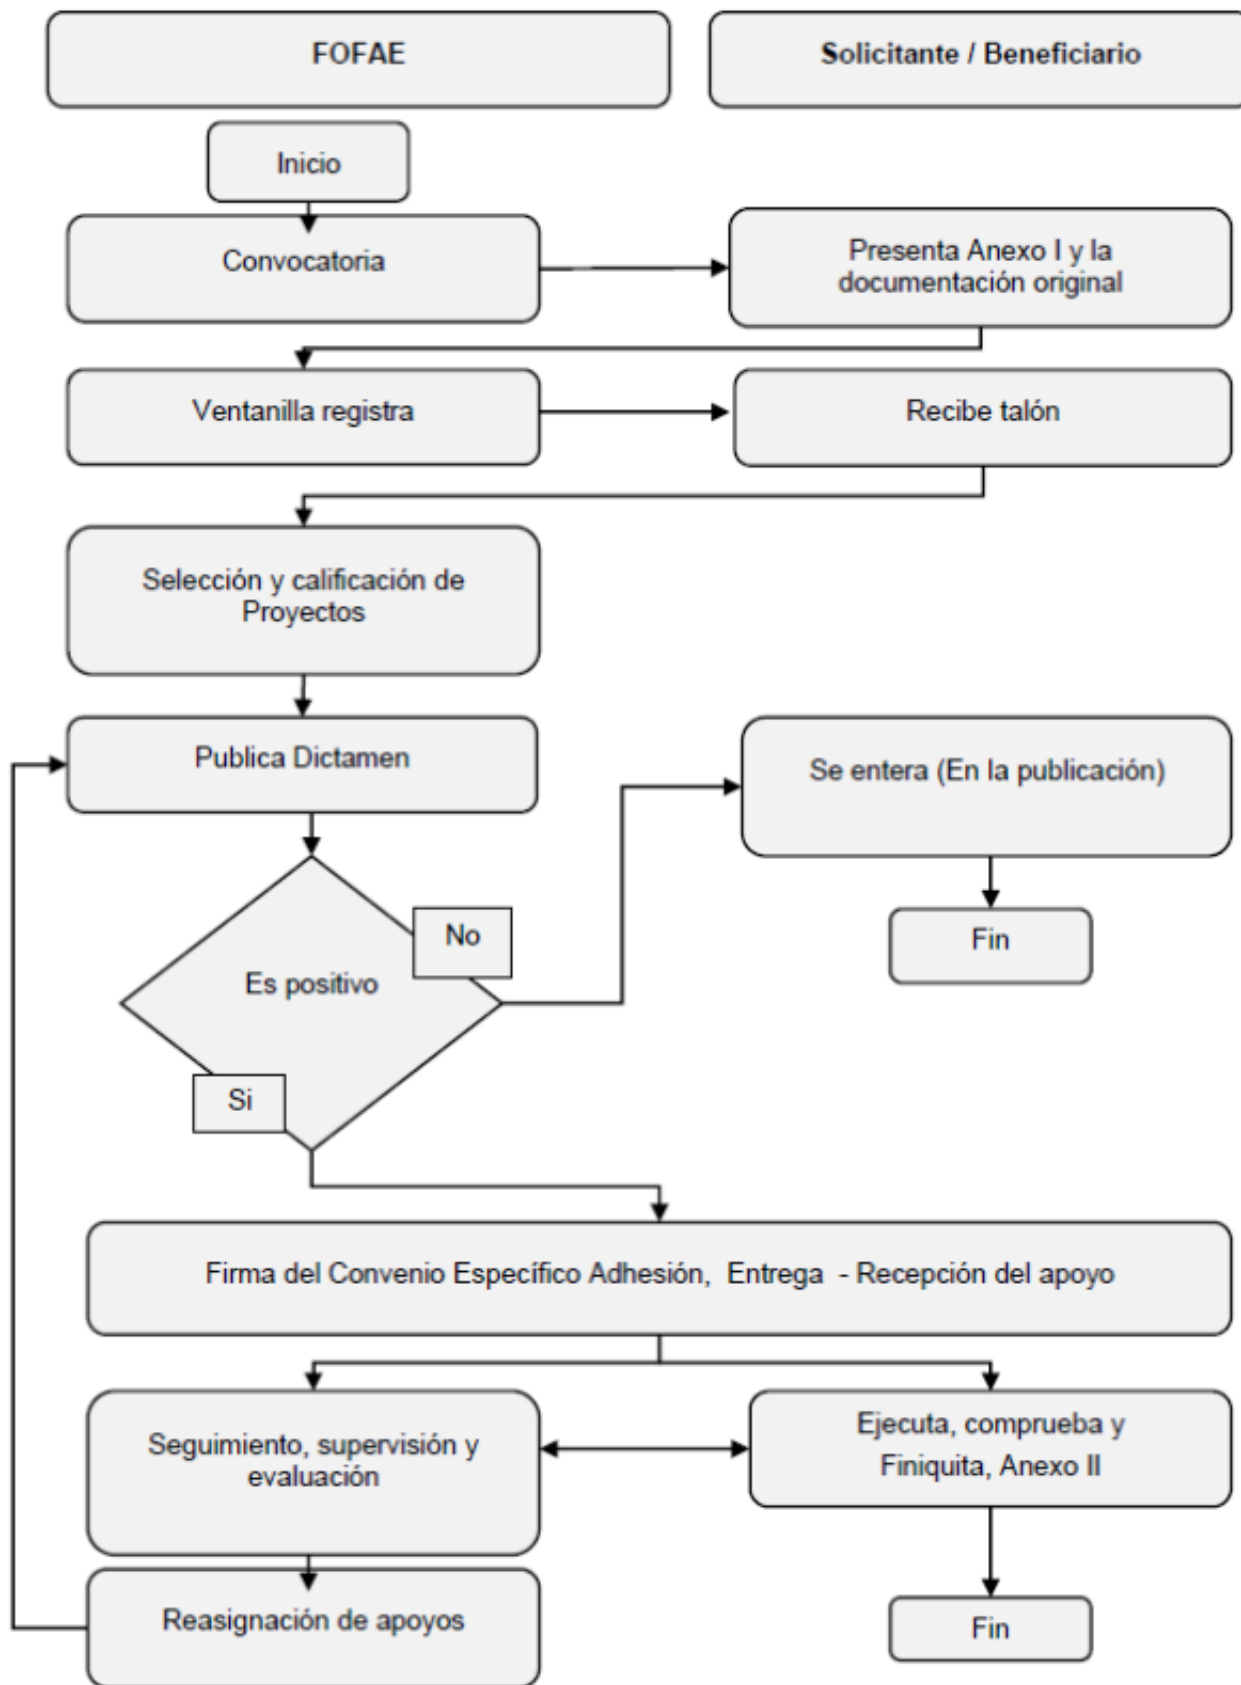 FOFAE
Solicitante / Beneficiario
Inicio
Convocatoria
Presenta Anexo I y la
documentación original
Ventanilla registra
Recibe talón
Selección y calificación de
Proyectos
Publica Dictamen
Se entera (En la publicación)
No
Fin
Es positivo
Si
Firma del Convenio Específico Adhesión, Entrega - Recepción del apoyo
Seguimiento, supervisión y
evaluación
Ejecuta, comprueba y
Finiquita, Anexo II
Reasignación de apoyos
Fin